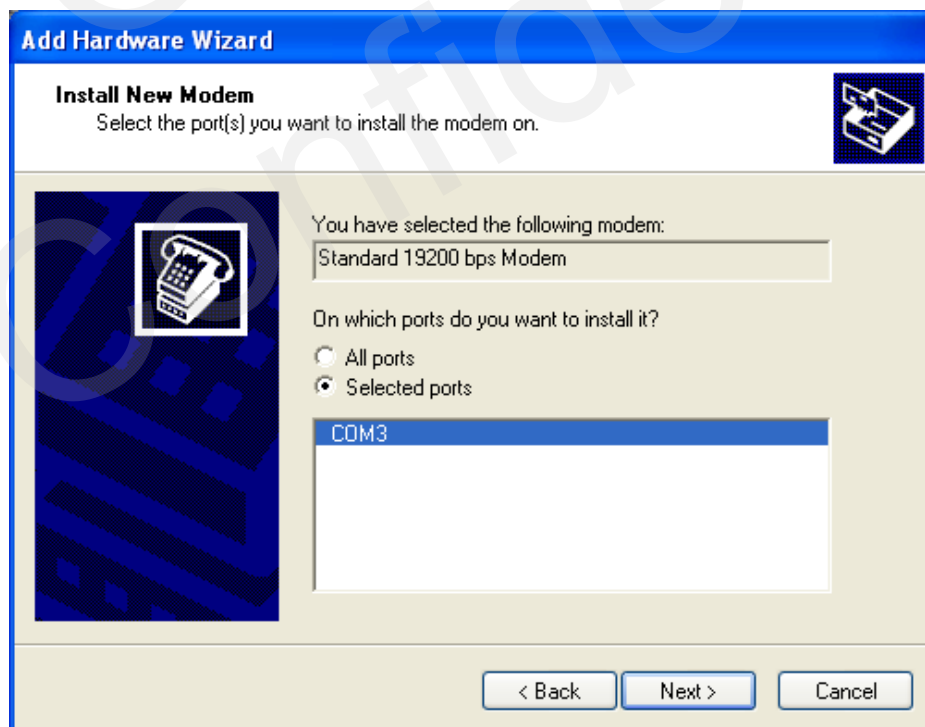 Add Hardware Wizard
Install New Modem
Select the port(s) you want to install the modem on.
You have selected the following modem:
Standard 19200 bps Modem
On which ports do you want to install it?
All ports
Selected ports
COM3
< Back
Next >
Cancel
Confide